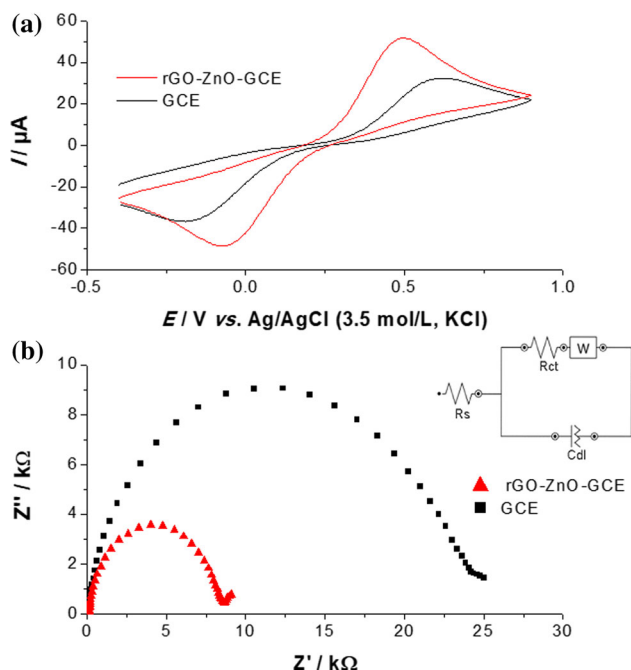 (a)
60
40
20
0
-20
-40
-60
I / µA
rGO-ZnO-GCE
GCE
-0.5
0.0
0.5
1.0
E / V vs. Ag/AgCl (3.5 mol/L, KCl)
(b)
10
8
6
4
2
0
Z'' / kΩ
Rs
Rct
W
Cdl
rGO-ZnO-GCE
GCE
0
5
10
15
20
25
30
Z' / kΩ